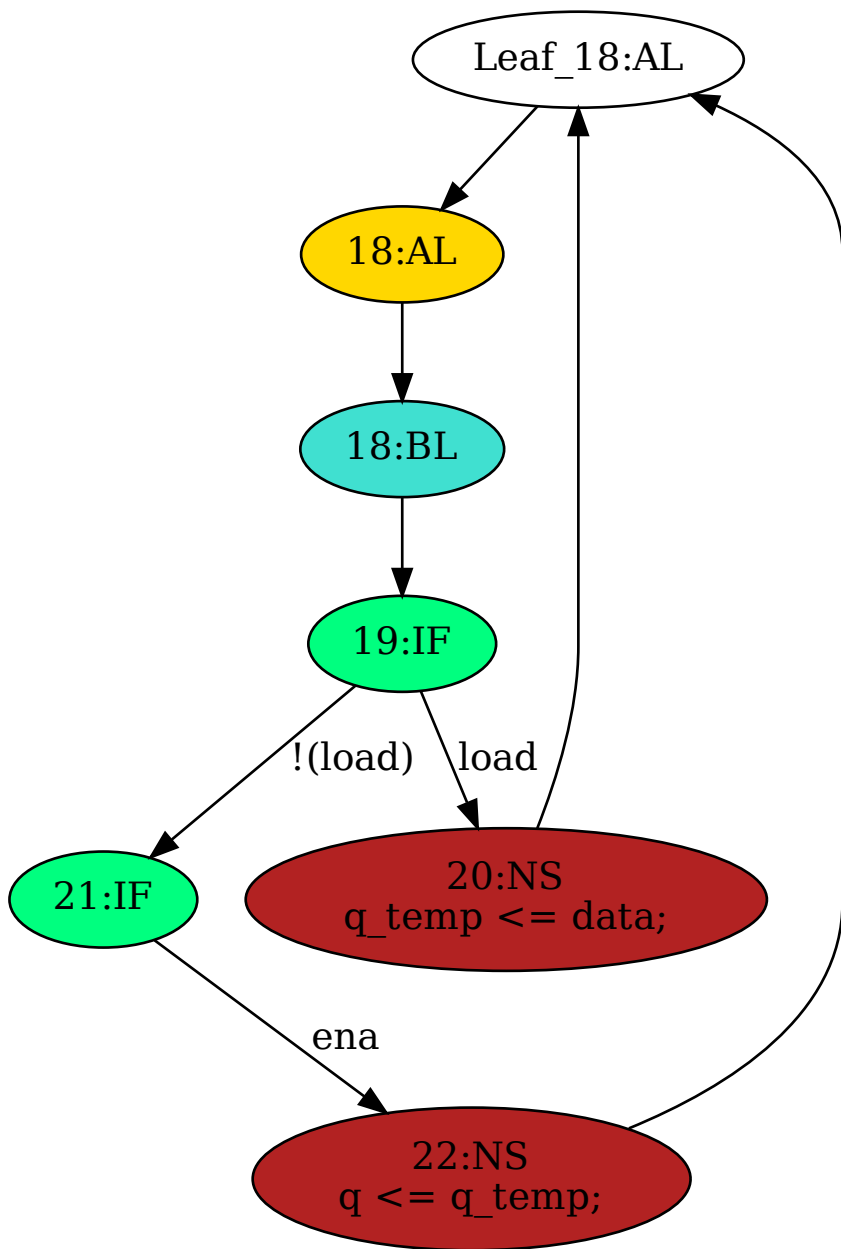 Leaf_18:AL
18:AL
18:BL
19:IF
!(load)
load
21:IF
20:NS
q_temp <= data;
ena
22:NS
q <= q_temp;